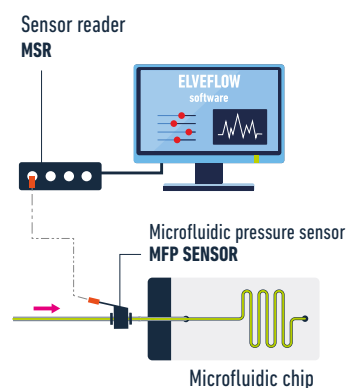 Sensor reader
MSR
ELVEFLOW
software
Microfluidic pressure sensor
MFP SENSOR
Microfluidic chip